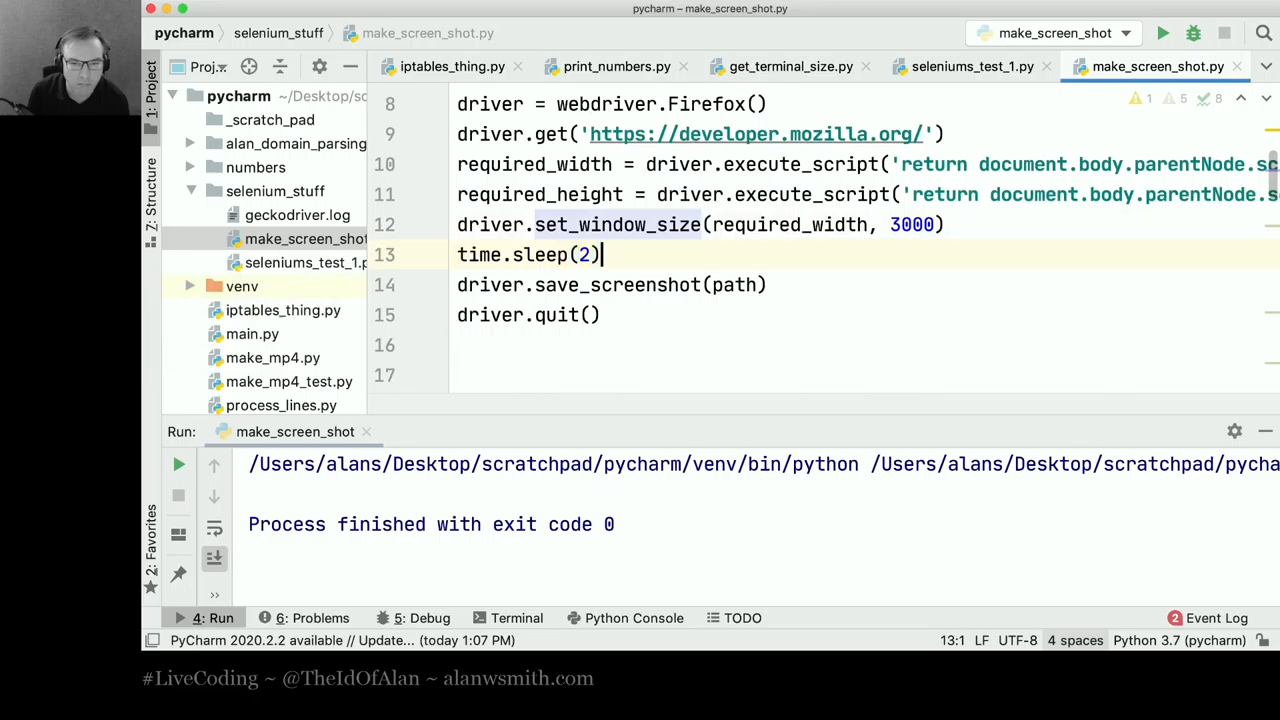 pycharm – make_screen_shot.py
pycharm selenium_stuff make_screen_shot.py make_screen_shot
1: Project
Proj.
iptables_thing.py print_numbers.py get_terminal_size.py seleniums_test_1.py make_screen_shot.py
pycharm ~/Desktop/sc
_scratch_pad
alan_domain_parsing
numbers
selenium_stuff
geckodriver.log
make_screen_shot
seleniums_test_1.p
venv
iptables_thing.py
main.py
make_mp4.py
make_mp4_test.py
process_lines.py
1 5 8
8 driver = webdriver.Firefox()
9 driver.get('https://developer.mozilla.org/')
10 required_width = driver.execute_script('return document.body.parentNode.sc
11 required_height = driver.execute_script('return document.body.parentNode.s
12 driver.set_window_size(required_width, 3000)
13 time.sleep(2)
14 driver.save_screenshot(path)
15 driver.quit()
16
17
7: Structure
2: Favorites
Run: make_screen_shot
/Users/alans/Desktop/scratchpad/pycharm/venv/bin/python /Users/alans/Desktop/scratchpad/pycha
Process finished with exit code 0
4: Run 6: Problems 5: Debug Terminal Python Console TODO 2 Event Log
PyCharm 2020.2.2 available // Update... (today 1:07 PM) 13:1 LF UTF-8 4 spaces Python 3.7 (pycharm)
#LiveCoding ~ @TheIdOfAlan ~ alanwsmith.com